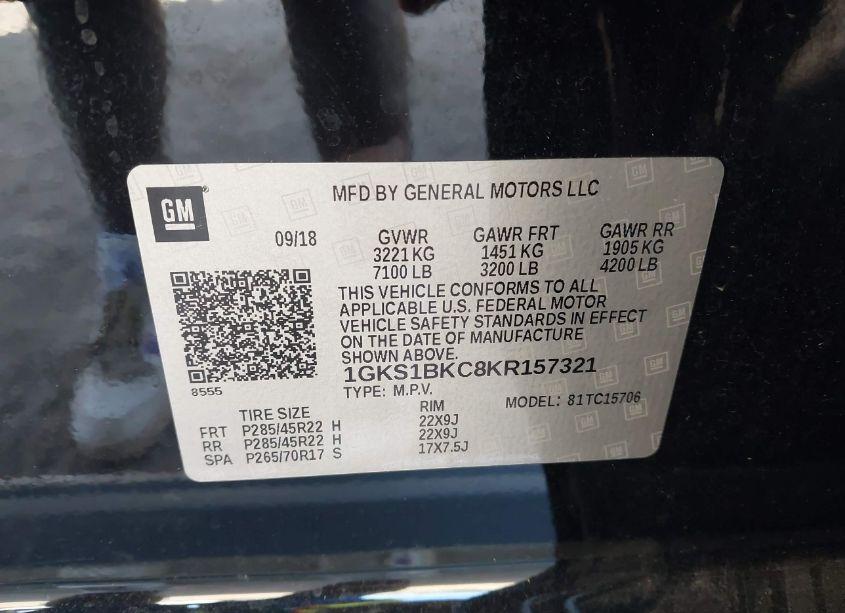 GM
MFD BY GENERAL MOTORS LLC
09/18
GVWR GAWR FRT GAWR RR
3221 KG 1451 KG 1905 KG
7100 LB 3200 LB 4200 LB
THIS VEHICLE CONFORMS TO ALL
APPLICABLE U.S. FEDERAL MOTOR
VEHICLE SAFETY STANDARDS IN EFFECT
ON THE DATE OF MANUFACTURE
SHOWN ABOVE.
1GKS1BKC8KR157321
8555
TYPE: M.P.V. MODEL: 81TC15706
TIRE SIZE RIM
FRT P285/45R22 H 22X9J
RR P285/45R22 H 22X9J
SPA P265/70R17 S 17X7.5J